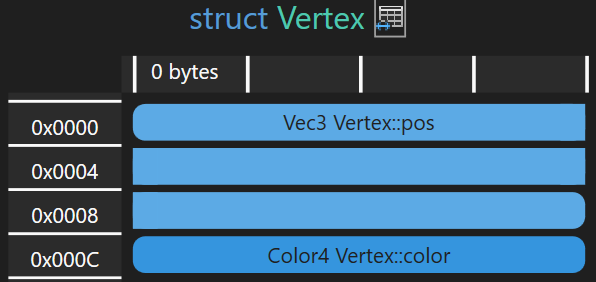 struct Vertex
0 bytes
0x0000 Vec3 Vertex::pos
0x0004
0x0008
0x000C Color4 Vertex::color